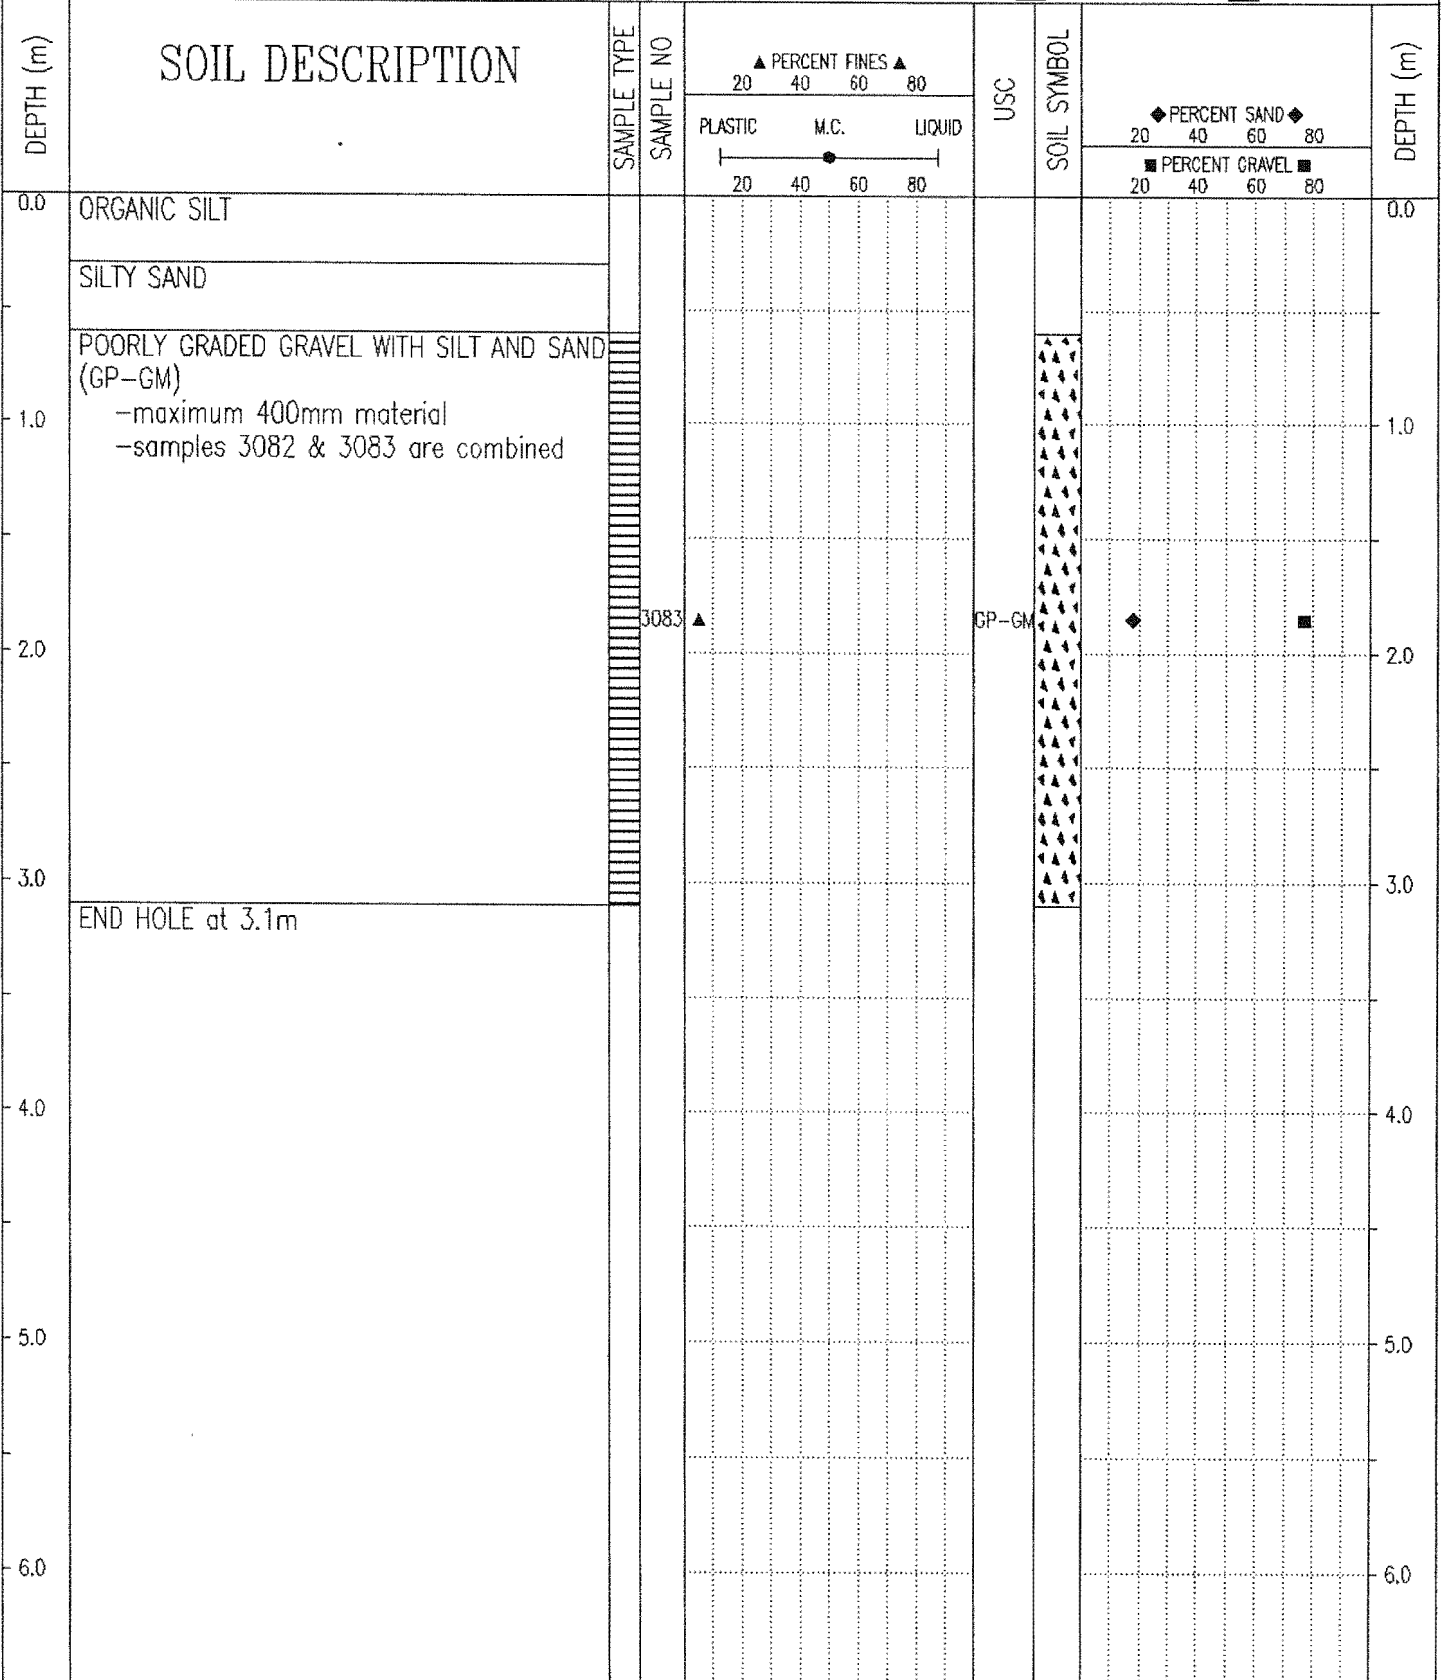 DEPTH (m)
SOIL DESCRIPTION
SAMPLE TYPE
SAMPLE NO
▲ PERCENT FINES ▲
20 40 60 80
PLASTIC M.C. LIQUID
20 40 60 80
USC
SOIL SYMBOL
◆ PERCENT SAND ◆
20 40 60 80
■ PERCENT GRAVEL ■
20 40 60 80
DEPTH (m)
0.0 ORGANIC SILT 0.0
SILTY SAND
POORLY GRADED GRAVEL WITH SILT AND SAND
(GP-GM)
1.0 -maximum 400mm material 1.0
-samples 3082 & 3083 are combined
3083 GP-GM
2.0 2.0
3.0 3.0
END HOLE at 3.1m
4.0 4.0
5.0 5.0
6.0 6.0